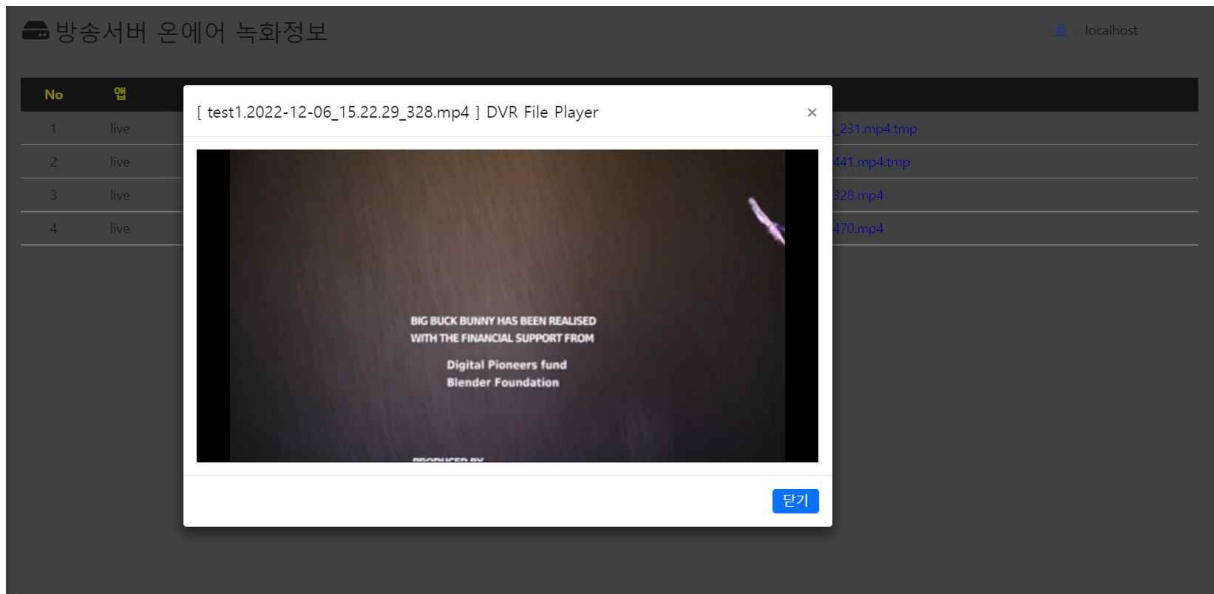 방송서버 온에어 녹화정보
홈 localhost
No 앱
[ test1.2022-12-06_15.22.29_328.mp4 ] DVR File Player ×
1 live _231.mp4.tmp
2 live 441.mp4.tmp
3 live 328.mp4
4 live 470.mp4
BIG BUCK BUNNY HAS BEEN REALISED
WITH THE FINANCIAL SUPPORT FROM
Digital Pioneers fund
Blender Foundation
PRODUCED BY
닫기